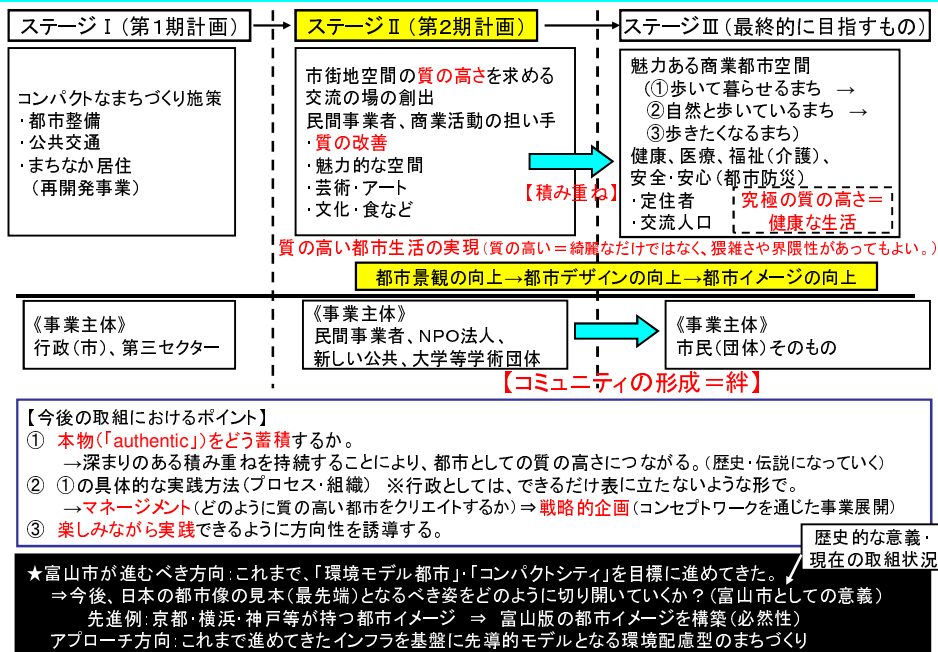 ステージⅠ(第1期計画)
ステージⅡ(第2期計画)
ステージⅢ(最終的に目指すもの)
コンパクトなまちづくり施策
・都市整備
・公共交通
・まちなか居住
(再開発事業)
市街地空間の質の高さを求める
交流の場の創出
民間事業者、商業活動の担い手
・質の改善
・魅力的な空間
・芸術・アート
・文化・食など
【積み重ね】
魅力ある商業都市空間
(①歩いて暮らせるまち →
②自然と歩いているまち →
③歩きたくなるまち)
健康、医療、福祉(介護)、
安全・安心(都市防災)
・定住者
・交流人口
究極の質の高さ=
健康な生活
質の高い都市生活の実現(質の高い=綺麗なだけではなく、猥雑さや界隈性があってもよい。)
都市景観の向上→都市デザインの向上→都市イメージの向上
《事業主体》
行政(市)、第三セクター
《事業主体》
民間事業者、NPO法人、
新しい公共、大学等学術団体
《事業主体》
市民(団体)そのもの
【コミュニティの形成=絆】
【今後の取組におけるポイント】
① 本物(「authentic」)をどう蓄積するか。
→深まりのある積み重ねを持続することにより、都市としての質の高さにつながる。(歴史・伝説になっていく)
② ①の具体的な実践方法(プロセス・組織) ※行政としては、できるだけ表に立たないような形で。
→マネージメント(どのように質の高い都市をクリエイトするか)⇒戦略的企画(コンセプトワークを通じた事業展開)
③ 楽しみながら実践できるように方向性を誘導する。
歴史的な意義・
現在の取組状況
★富山市が進むべき方向:これまで、「環境モデル都市」・「コンパクトシティ」を目標に進めてきた。
⇒今後、日本の都市像の見本(最先端)となるべき姿をどのように切り開いていくか?(富山市としての意義)
先進例:京都・横浜・神戸等が持つ都市イメージ ⇒ 富山版の都市イメージを構築(必然性)
アプローチ方向:これまで進めてきたインフラを基盤に先導的モデルとなる環境配慮型のまちづくり